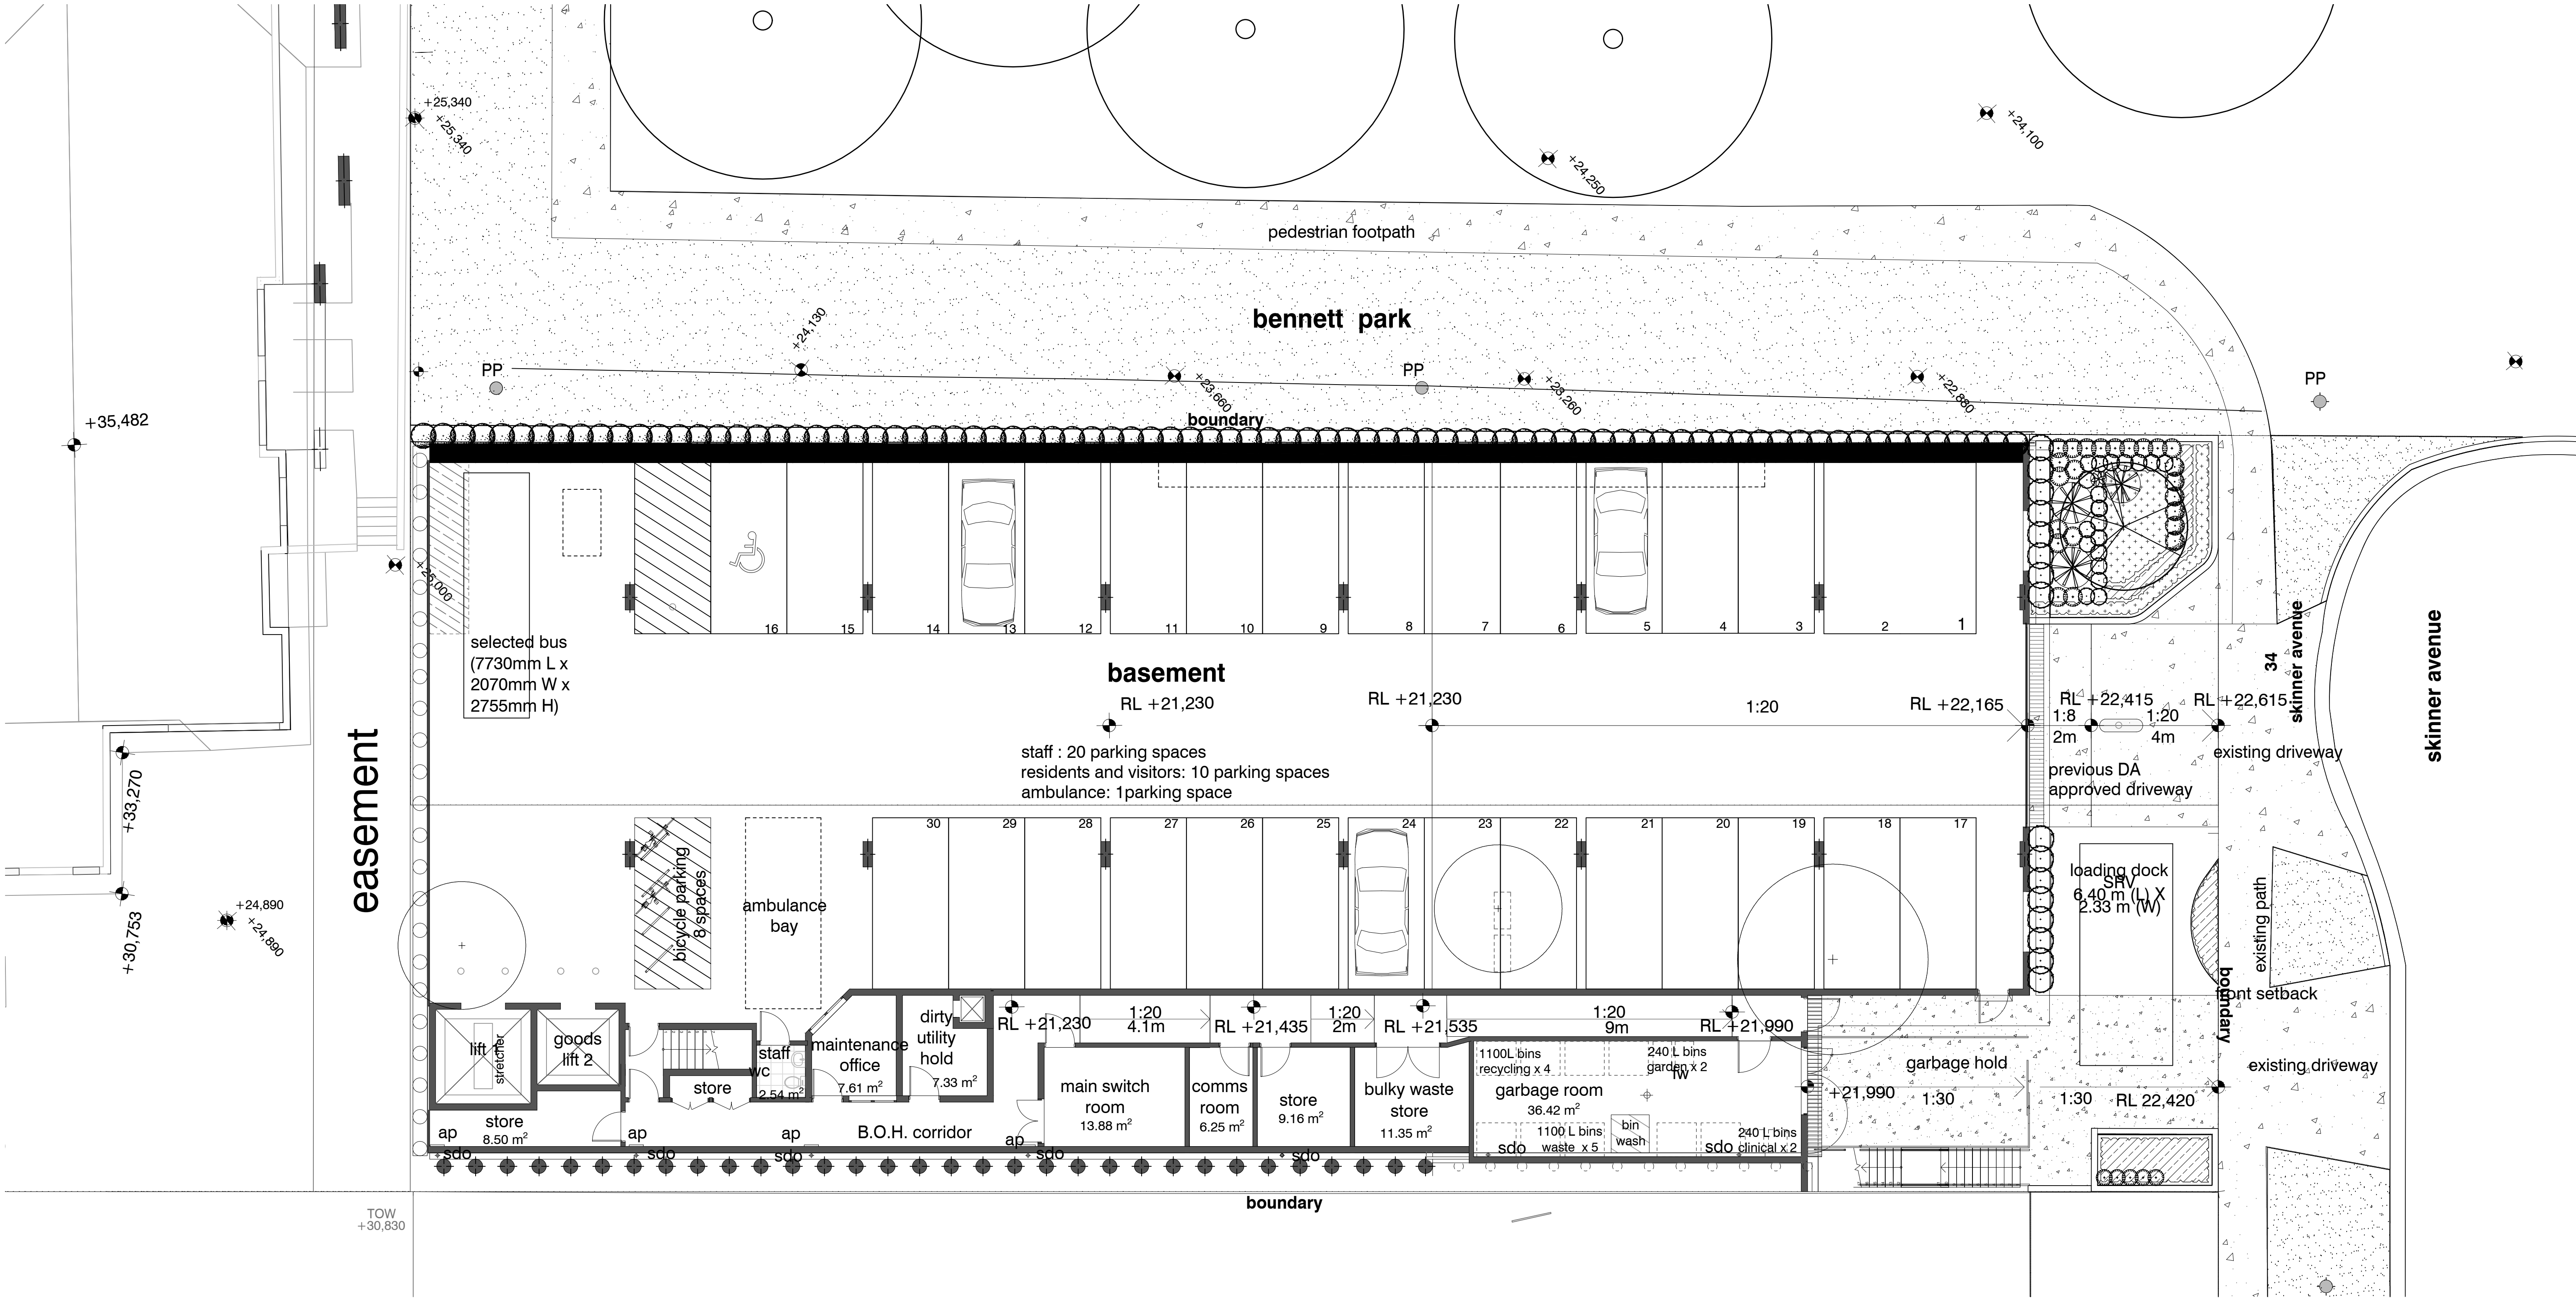 +25,340
+25,340
+24,100
+24,250
pedestrian footpath
bennett park
+24,130
PP
PP
PP
+23,660
+23,260
+22,880
+35,482
boundary
+25,000
selected bus
(7730mm L x
2070mm W x
2755mm H)
16
15
14
13
12
11
10
9
8
7
6
5
4
3
2
1
basement
RL +21,230
RL +21,230
1:20
RL +22,165
RL +22,415
RL +22,615
1:8
2m
1:20
4m
34
skinner avenue
skinner avenue
existing driveway
previous DA
approved driveway
staff : 20 parking spaces
residents and visitors: 10 parking spaces
ambulance: 1parking space
easement
+33,270
+30,753
+24,890
+24,890
bicycle parking
8 spaces
ambulance
bay
30
29
28
27
26
25
24
23
22
21
20
19
18
17
loading dock
SRV
6.40 m (L) X
2.33 m (W)
existing path
front setback
boundary
existing driveway
lift
stretcher
goods
lift 2
store
8.50 m²
store
staff
wc
2.54 m²
maintenance
office
7.61 m²
dirty
utility
hold
7.33 m²
RL +21,230
1:20
4.1m
RL +21,435
1:20
2m
RL +21,535
1:20
9m
RL +21,990
main switch
room
13.88 m²
comms
room
6.25 m²
store
9.16 m²
bulky waste
store
11.35 m²
1100L bins
recycling x 4
240 L bins
garden x 2
fw
garbage room
36.42 m²
1100 L bins
waste x 5
bin
wash
240 L bins
clinical x 2
garbage hold
+21,990
1:30
1:30
RL 22,420
B.O.H. corridor
ap
sdo
ap
sdo
ap
sdo
ap
sdo
sdo
sdo
sdo
boundary
TOW
+30,830